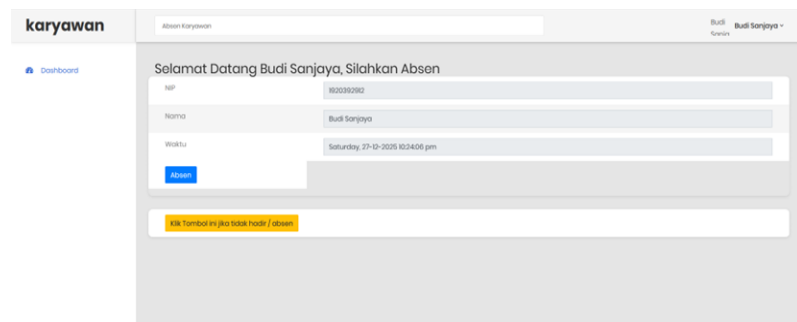 karyawan
Absen Karyawan
Budi
Budi Sanjaya
Dashboard
Selamat Datang Budi Sanjaya, Silahkan Absen
NIP
Nama
Budi Sanjaya
Waktu
Saturday, 27-12-2025 10:24:06 pm
Absen
Klik Tombol ini jika tidak hadir / absen